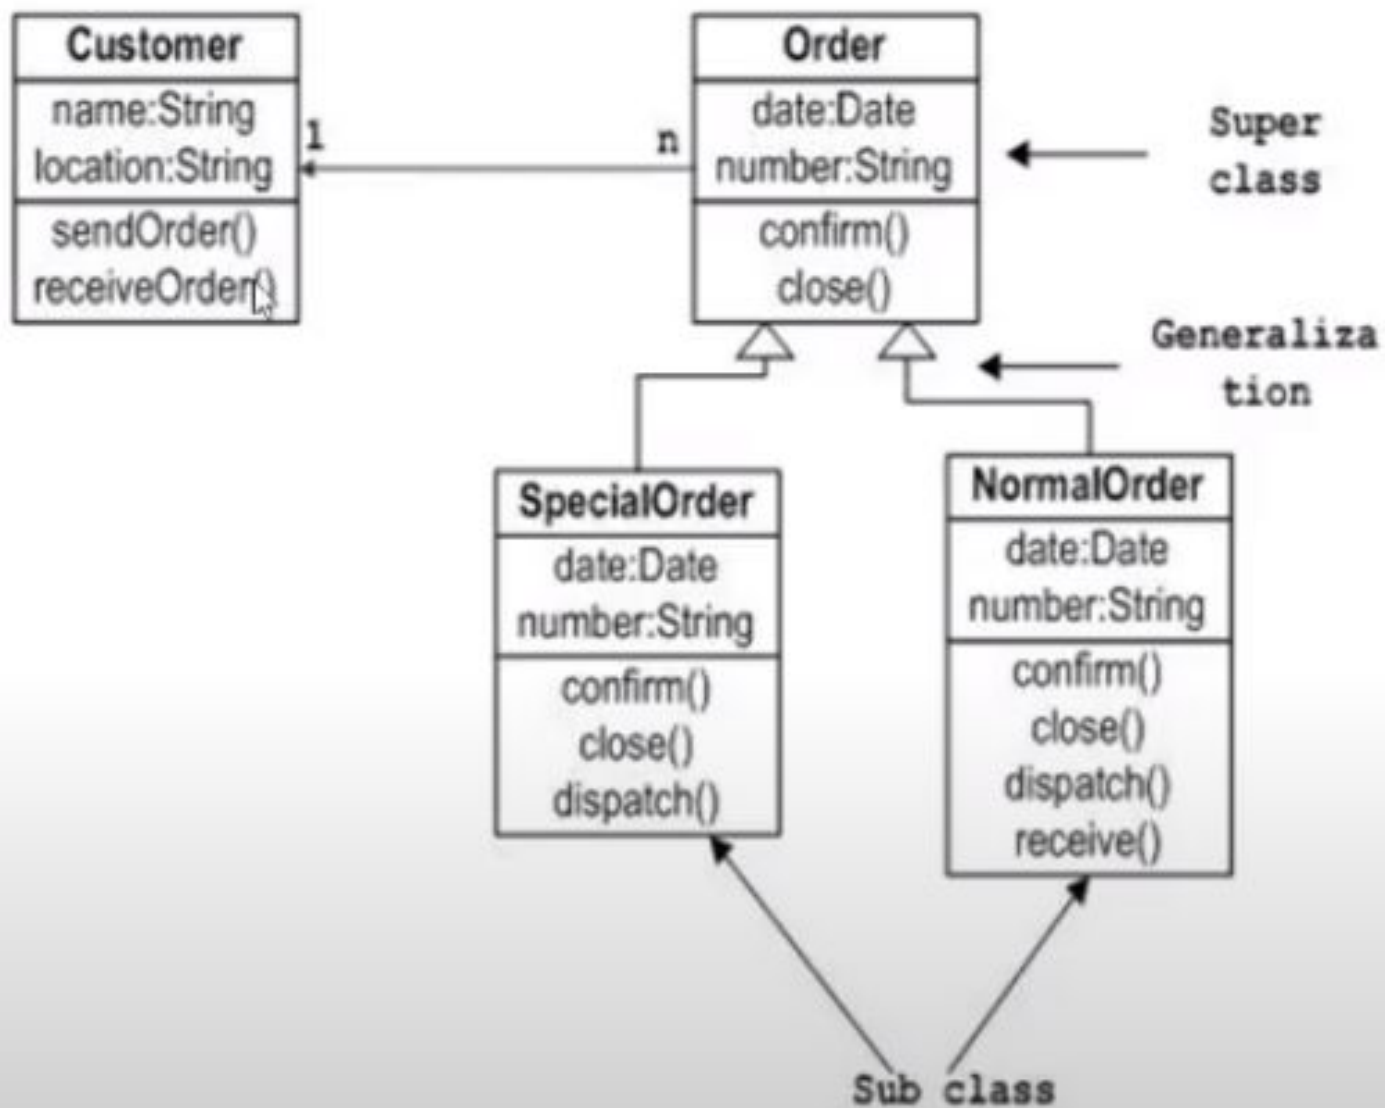 Customer
name:String
location:String
sendOrder()
receiveOrder()
1
n
Order
date:Date
number:String
confirm()
close()
Super
class
Generaliza
tion
SpecialOrder
date:Date
number:String
confirm()
close()
dispatch()
NormalOrder
date:Date
number:String
confirm()
close()
dispatch()
receive()
Sub class